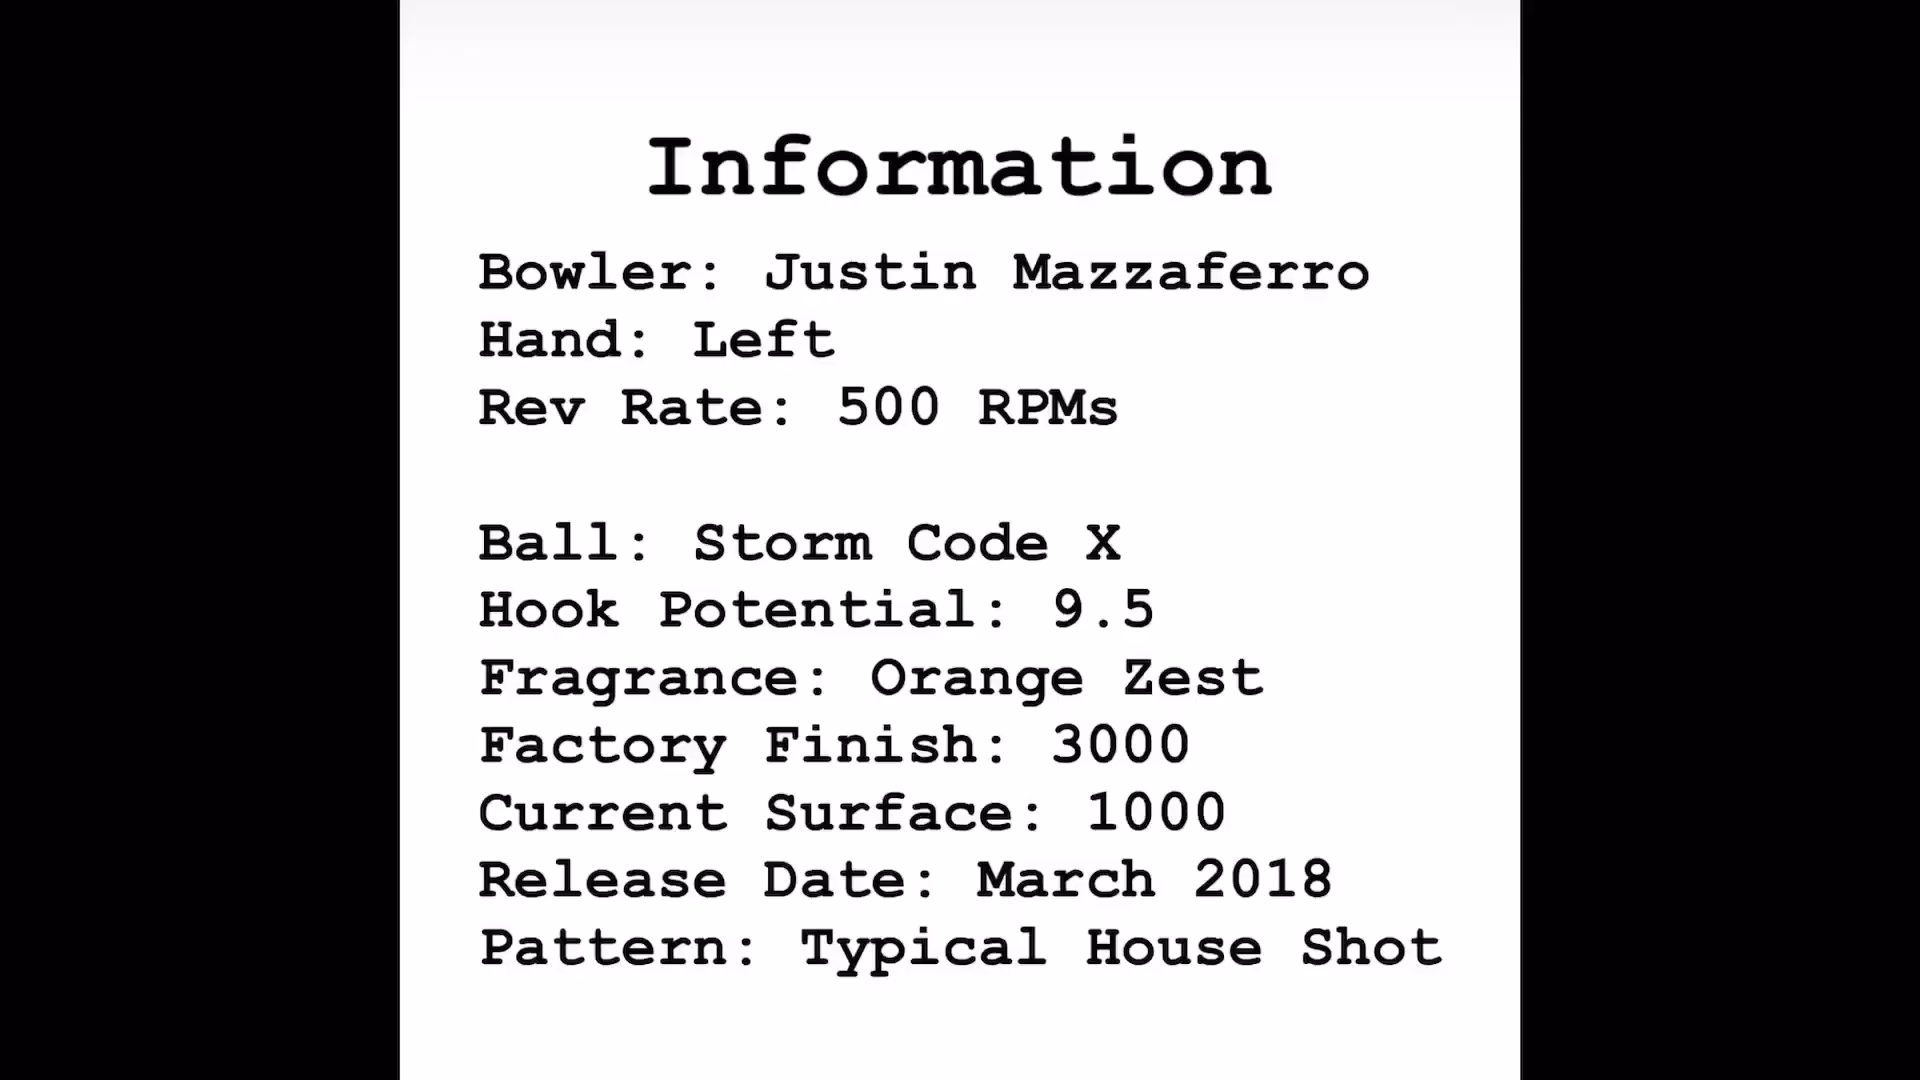 Information
Bowler: Justin Mazzaferro
Hand: Left
Rev Rate: 500 RPMs
Ball: Storm Code X
Hook Potential: 9.5
Fragrance: Orange Zest
Factory Finish: 3000
Current Surface: 1000
Release Date: March 2018
Pattern: Typical House Shot